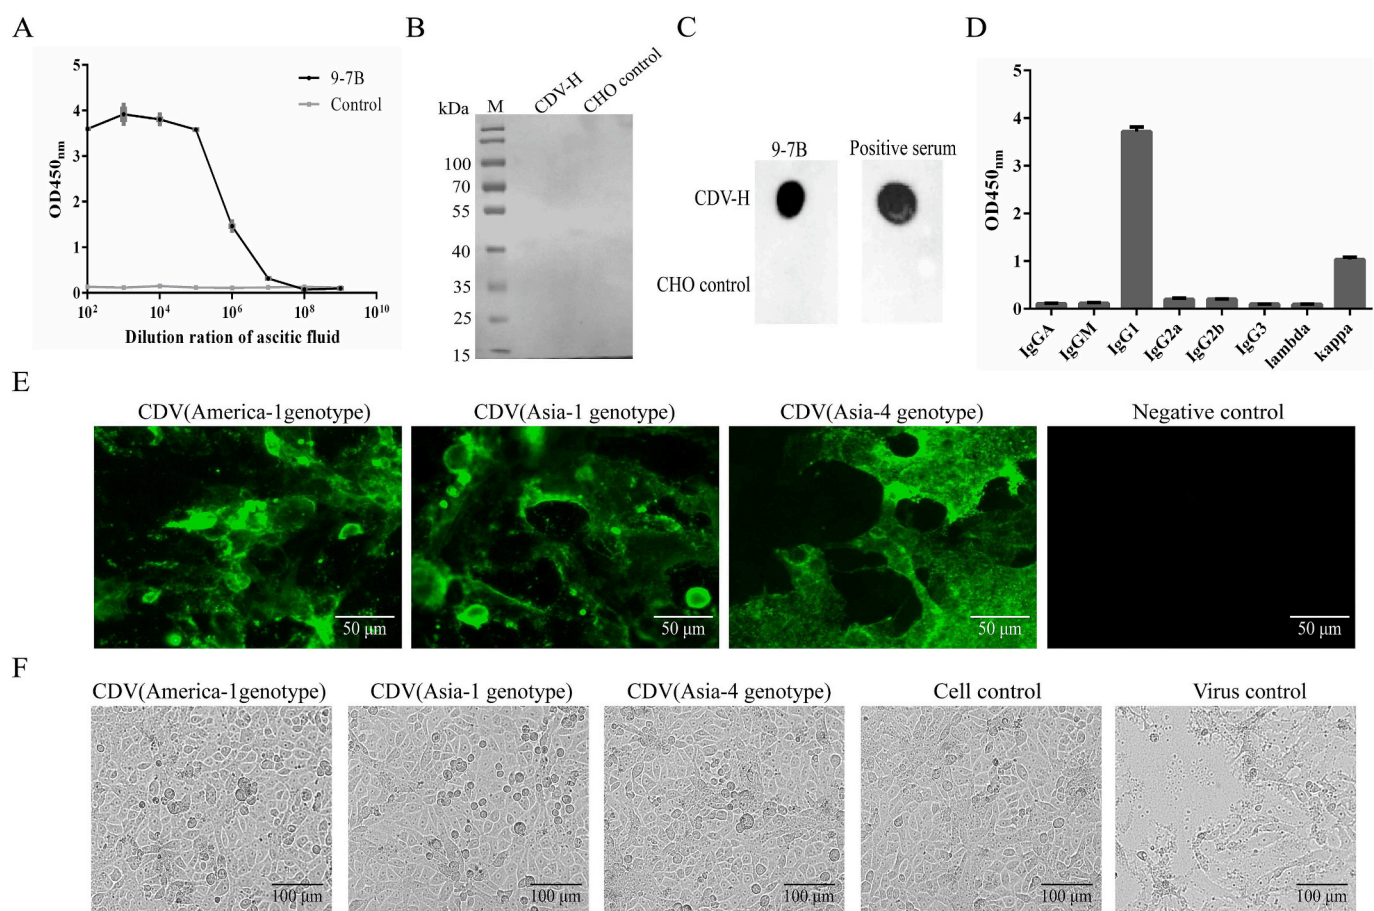 A
5
4
3
2
1
0
OD450nm
10² 10⁴ 10⁶ 10⁸ 10¹⁰
Dilution ration of ascitic fluid
9-7B
Control
B
kDa M CDV-H CHO control
100
70
55
40
35
25
15
C
9-7B Positive serum
CDV-H
CHO control
D
5
4
3
2
1
0
OD450nm
IgGA IgGM IgG1 IgG2a IgG2b IgG3 lambda kappa
E
CDV(America-1genotype) CDV(Asia-1 genotype) CDV(Asia-4 genotype) Negative control
50 μm 50 μm 50 μm 50 μm
F
CDV(America-1genotype) CDV(Asia-1 genotype) CDV(Asia-4 genotype) Cell control Virus control
100 μm 100 μm 100 μm 100 μm 100 μm